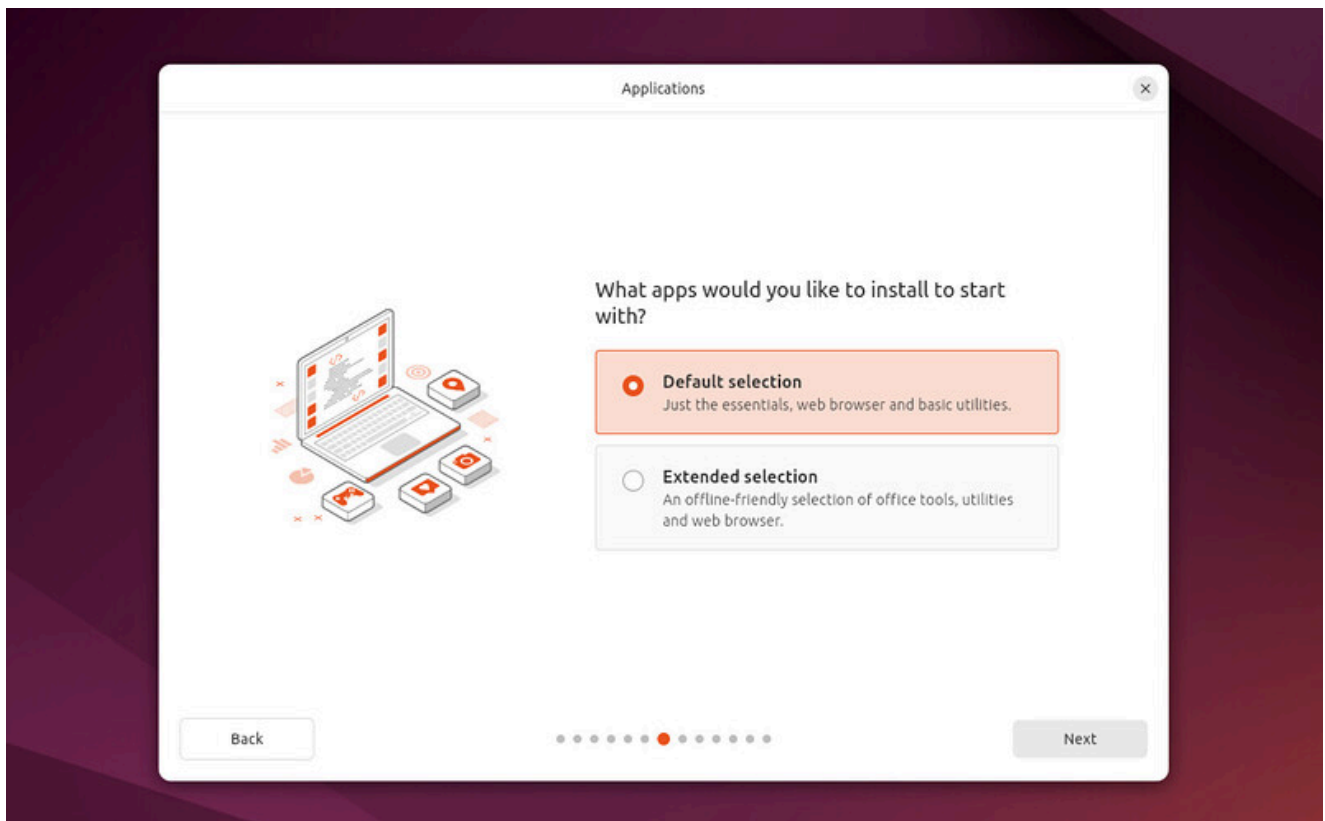 Applications
What apps would you like to install to start
with?
Default selection
Just the essentials, web browser and basic utilities.
Extended selection
An offline-friendly selection of office tools, utilities
and web browser.
Back
Next